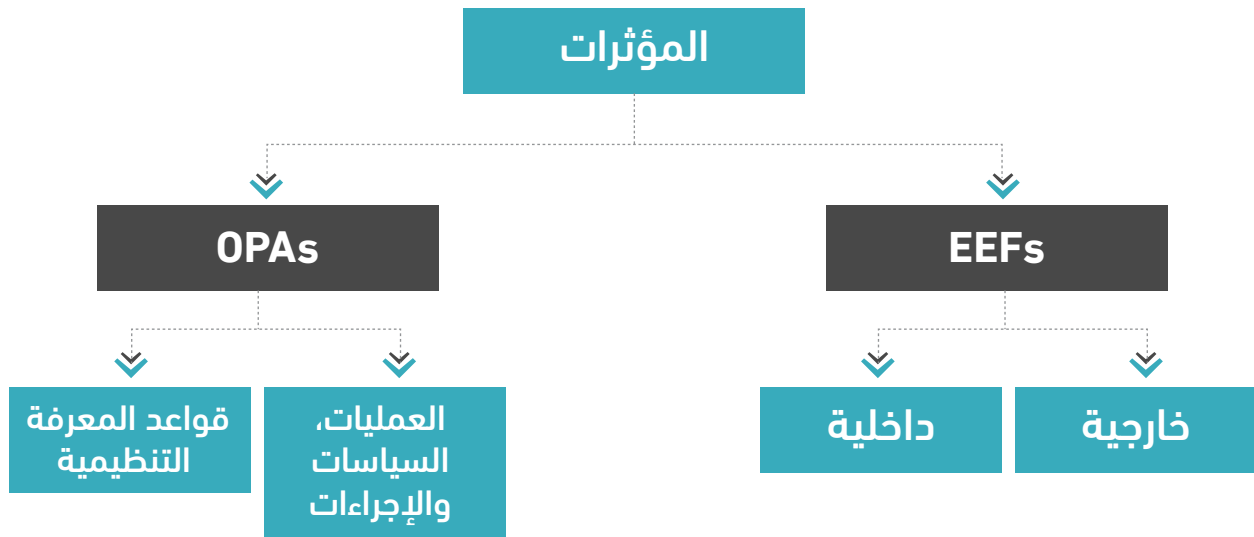 المؤثرات
EEFs
OPAs
خارجية
داخلية
العمليات،
السياسات
والإجراءات
قواعد المعرفة
التنظيمية